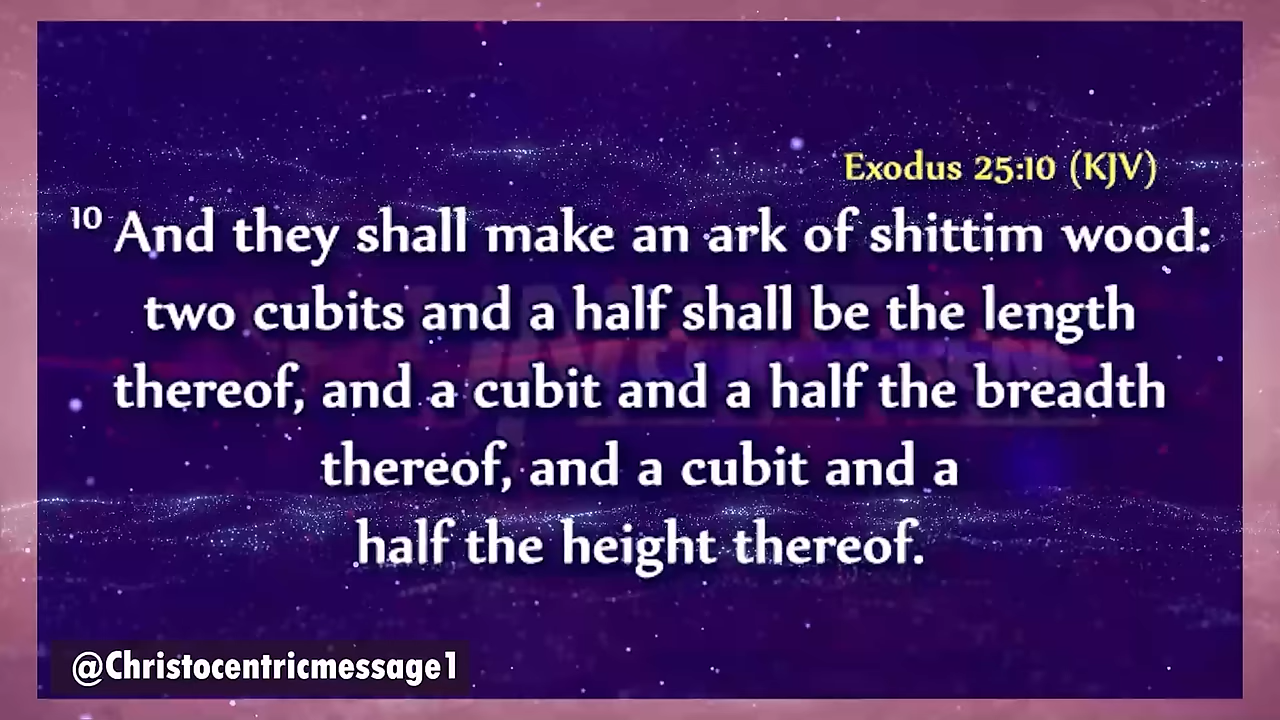 Exodus 25:10 (KJV)
10 And they shall make an ark of shittim wood:
two cubits and a half shall be the length
thereof, and a cubit and a half the breadth
thereof, and a cubit and a
half the height thereof.
@Christocentricmessage1